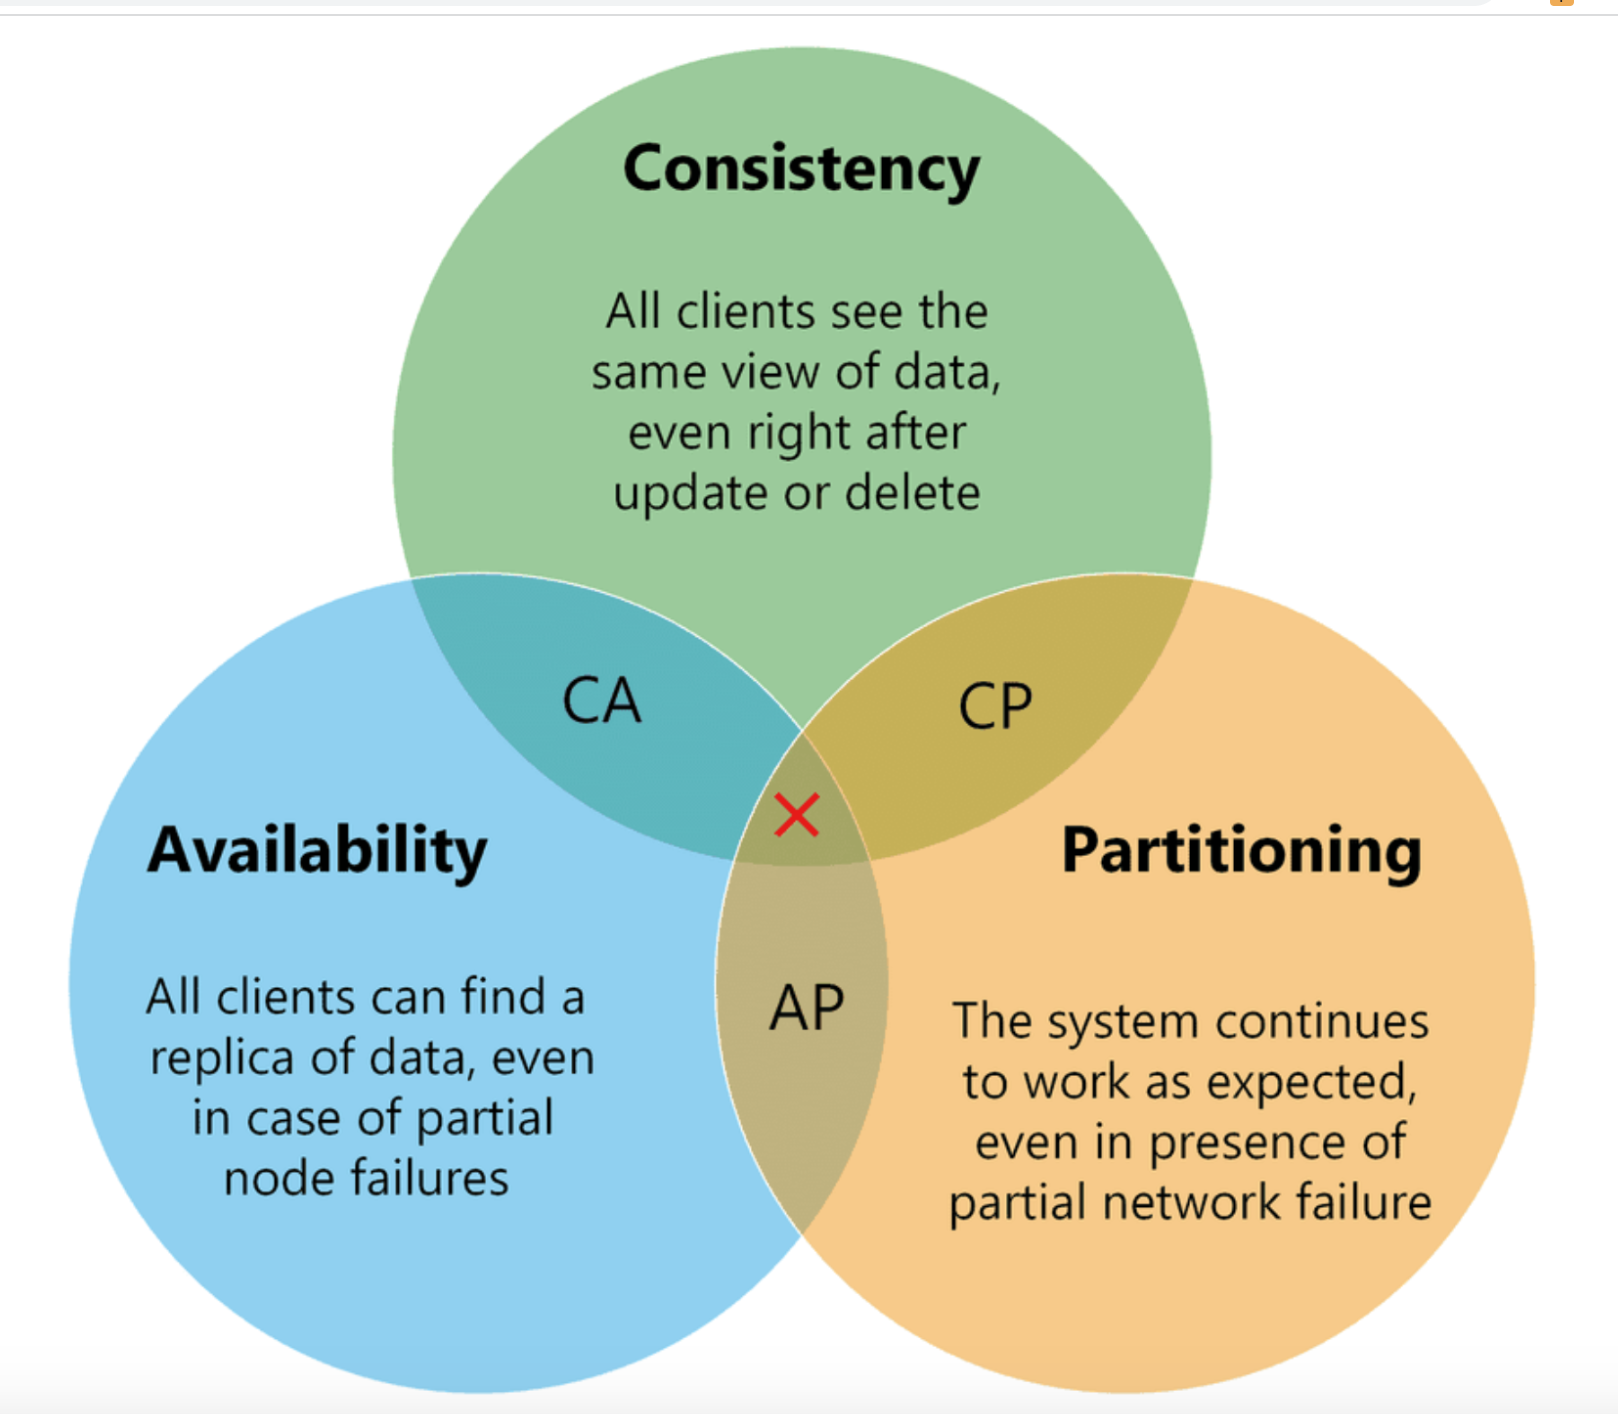 Consistency
All clients see the
same view of data,
even right after
update or delete
CA
CP
Availability
All clients can find a
replica of data, even
in case of partial
node failures
AP
Partitioning
The system continues
to work as expected,
even in presence of
partial network failure